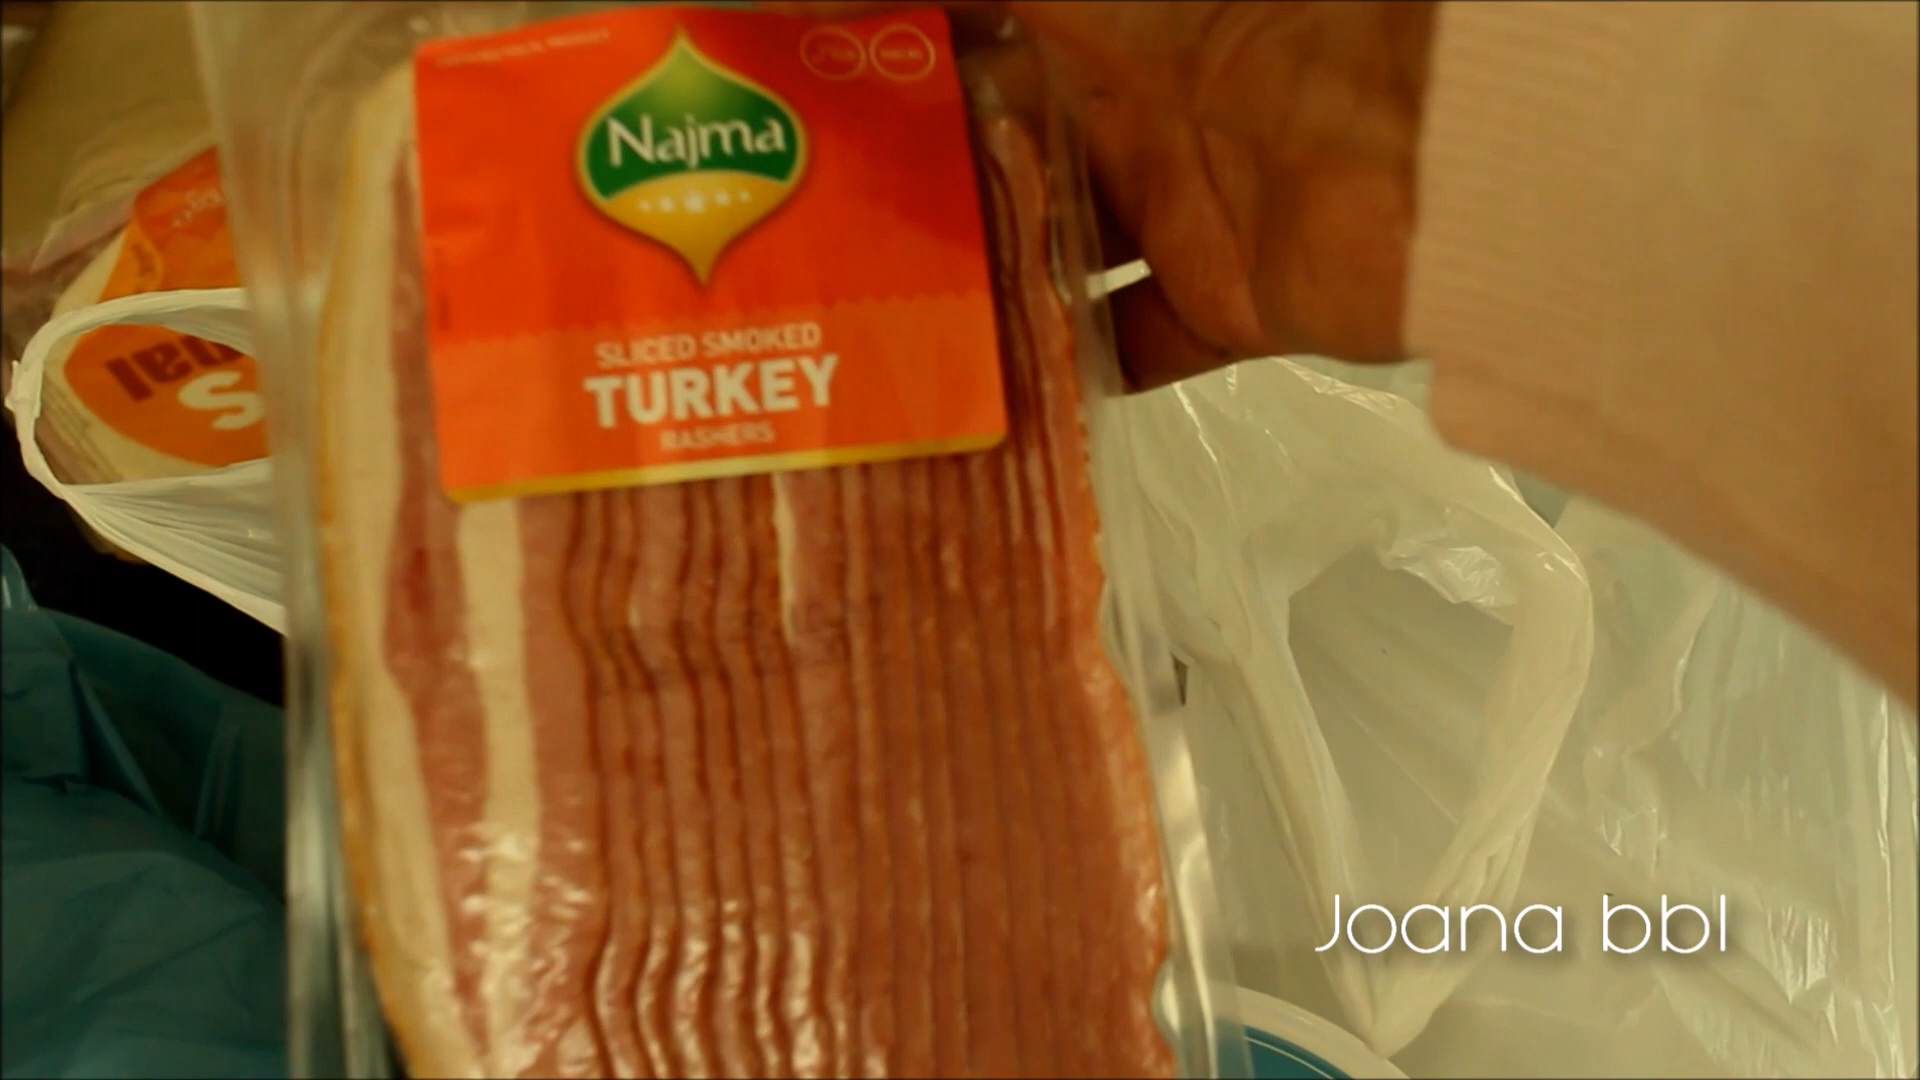 Najma
SLICED SMOKED
TURKEY
RASHERS
Joana bbl